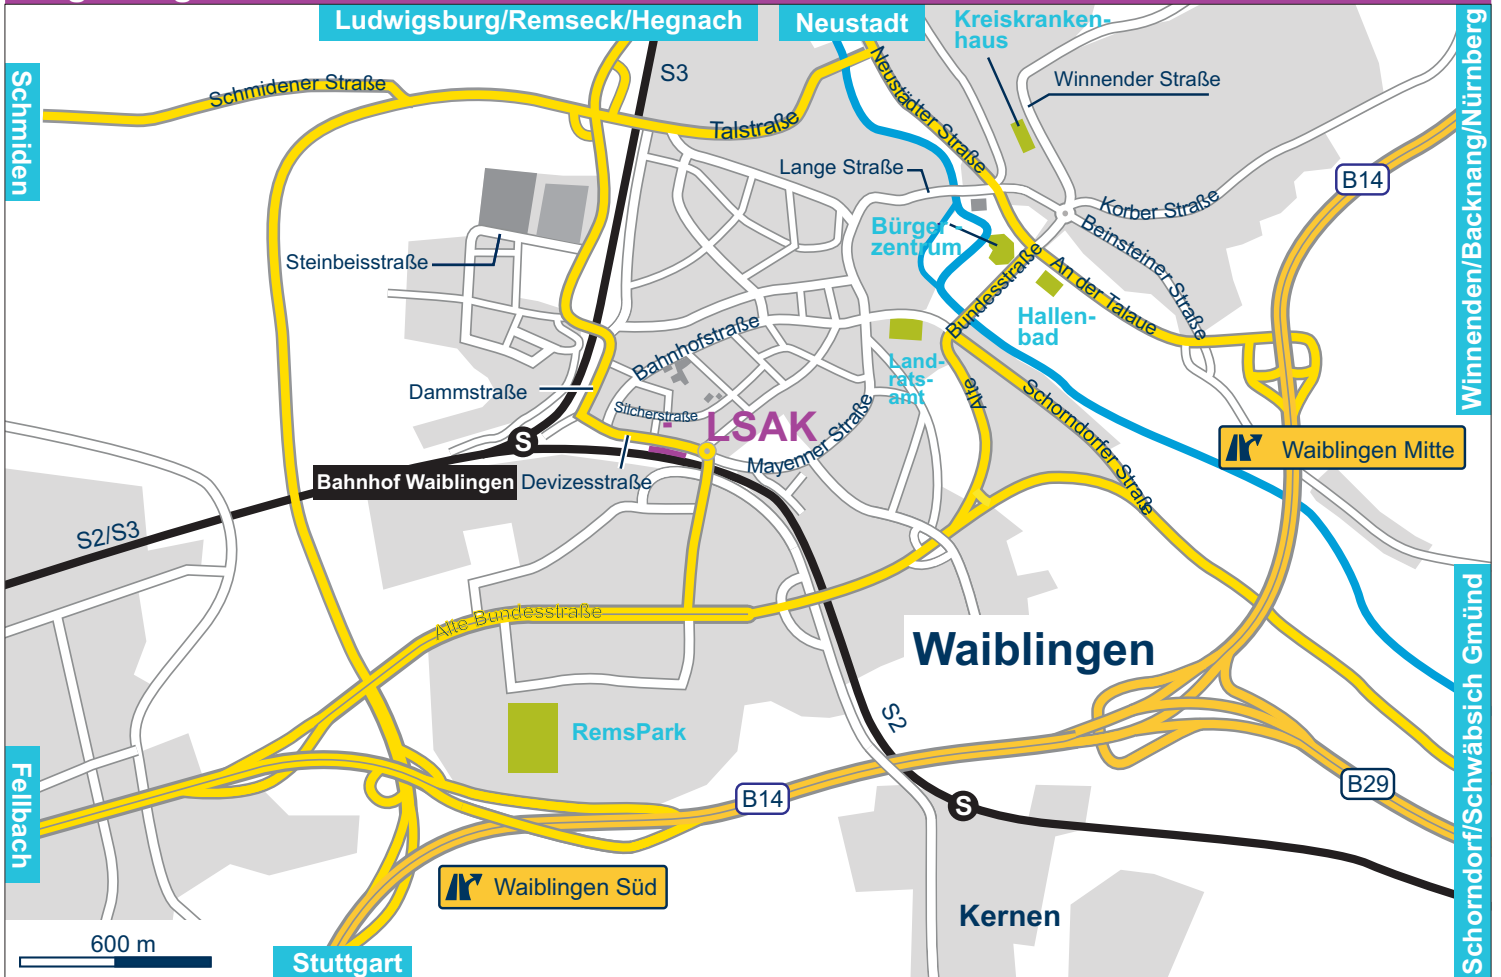 Ludwigsburg/Remseck/Hegnach
Neustadt
Kreiskranken-
haus
Winnenden/Backnang/Nürnberg
Schmiden
S3
Schmidener Straße
Winnender Straße
Neustädter Straße
Talstraße
Lange Straße
B14
Korber Straße
Bürger-
zentrum
Beinsteiner Straße
Steinbeisstraße
An der Talaue
Bundesstraße
Hallen-
bad
Bahnhofstraße
Land-
rats-
amt
Alte
Dammstraße
Schorndorfer Straße
Silcherstraße
LSAK
Mayenner Straße
S
Waiblingen Mitte
Bahnhof Waiblingen
Devizesstraße
S2/S3
Alte Bundesstraße
Waiblingen
S2
RemsPark
Schorndorf/Schwäbsich Gmünd
Fellbach
B14
B29
S
Waiblingen Süd
Kernen
600 m
Stuttgart